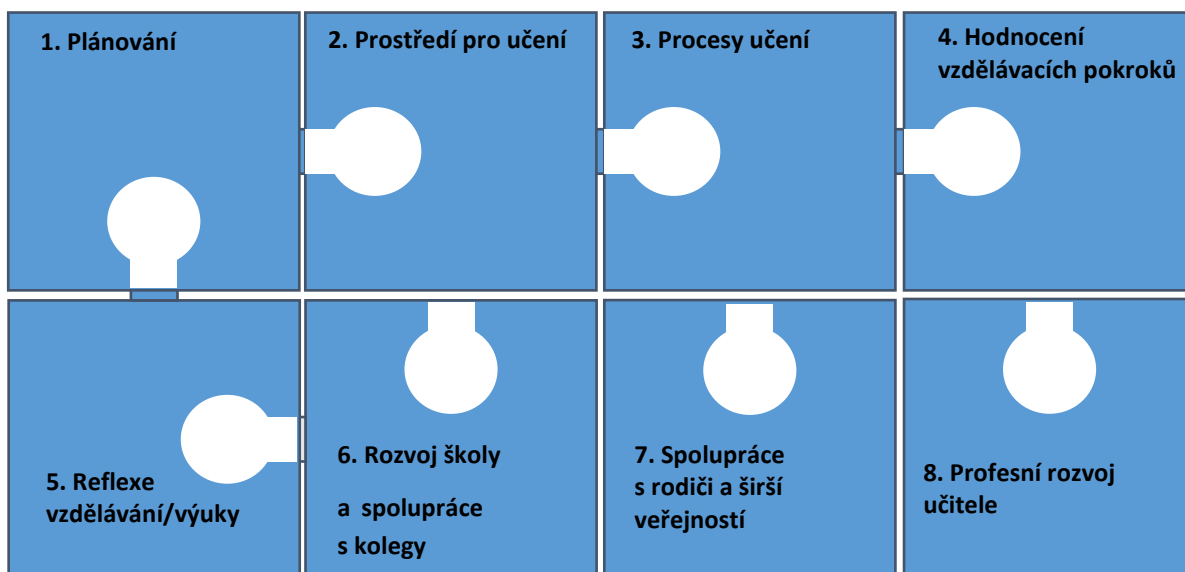 1. Plánování
2. Prostředí pro učení
3. Procesy učení
4. Hodnocení
vzdělávacích pokroků
5. Reflexe
vzdělávání/výuky
6. Rozvoj školy
a spolupráce
s kolegy
7. Spolupráce
s rodiči a širší
veřejností
8. Profesní rozvoj
učitele